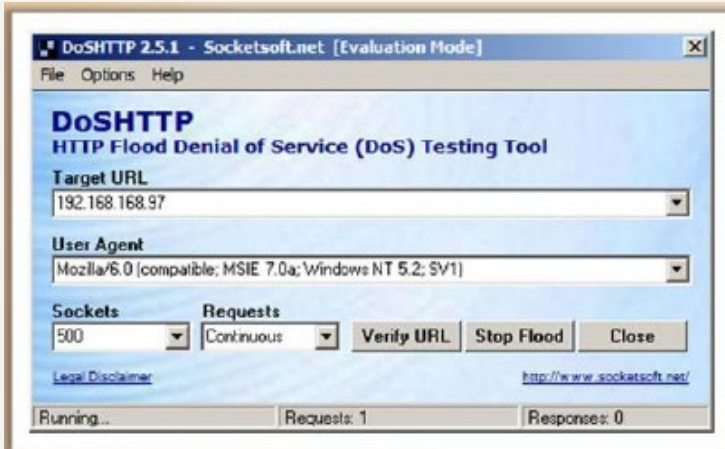 DoSHTTP 2.5.1 - Socketsoft.net [Evaluation Mode]
File Options Help
DoSHTTP
HTTP Flood Denial of Service (DoS) Testing Tool
Target URL
192.168.168.97
User Agent
Mozilla/6.0 (compatible; MSIE 7.0a; Windows NT 5.2; SV1)
Sockets Requests
500 Continuous Verify URL Stop Flood Close
Legal Disclaimer http://www.socketsoft.net/
Running... Requests: 1 Responses: 0